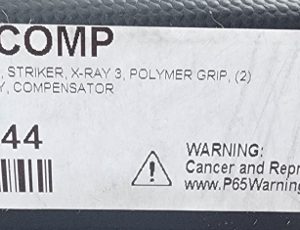 COMP
, STRIKER, X-RAY 3, POLYMER GRIP, (2)
Y, COMPENSATOR
44
WARNING:
Cancer and Repr
www.P65Warning